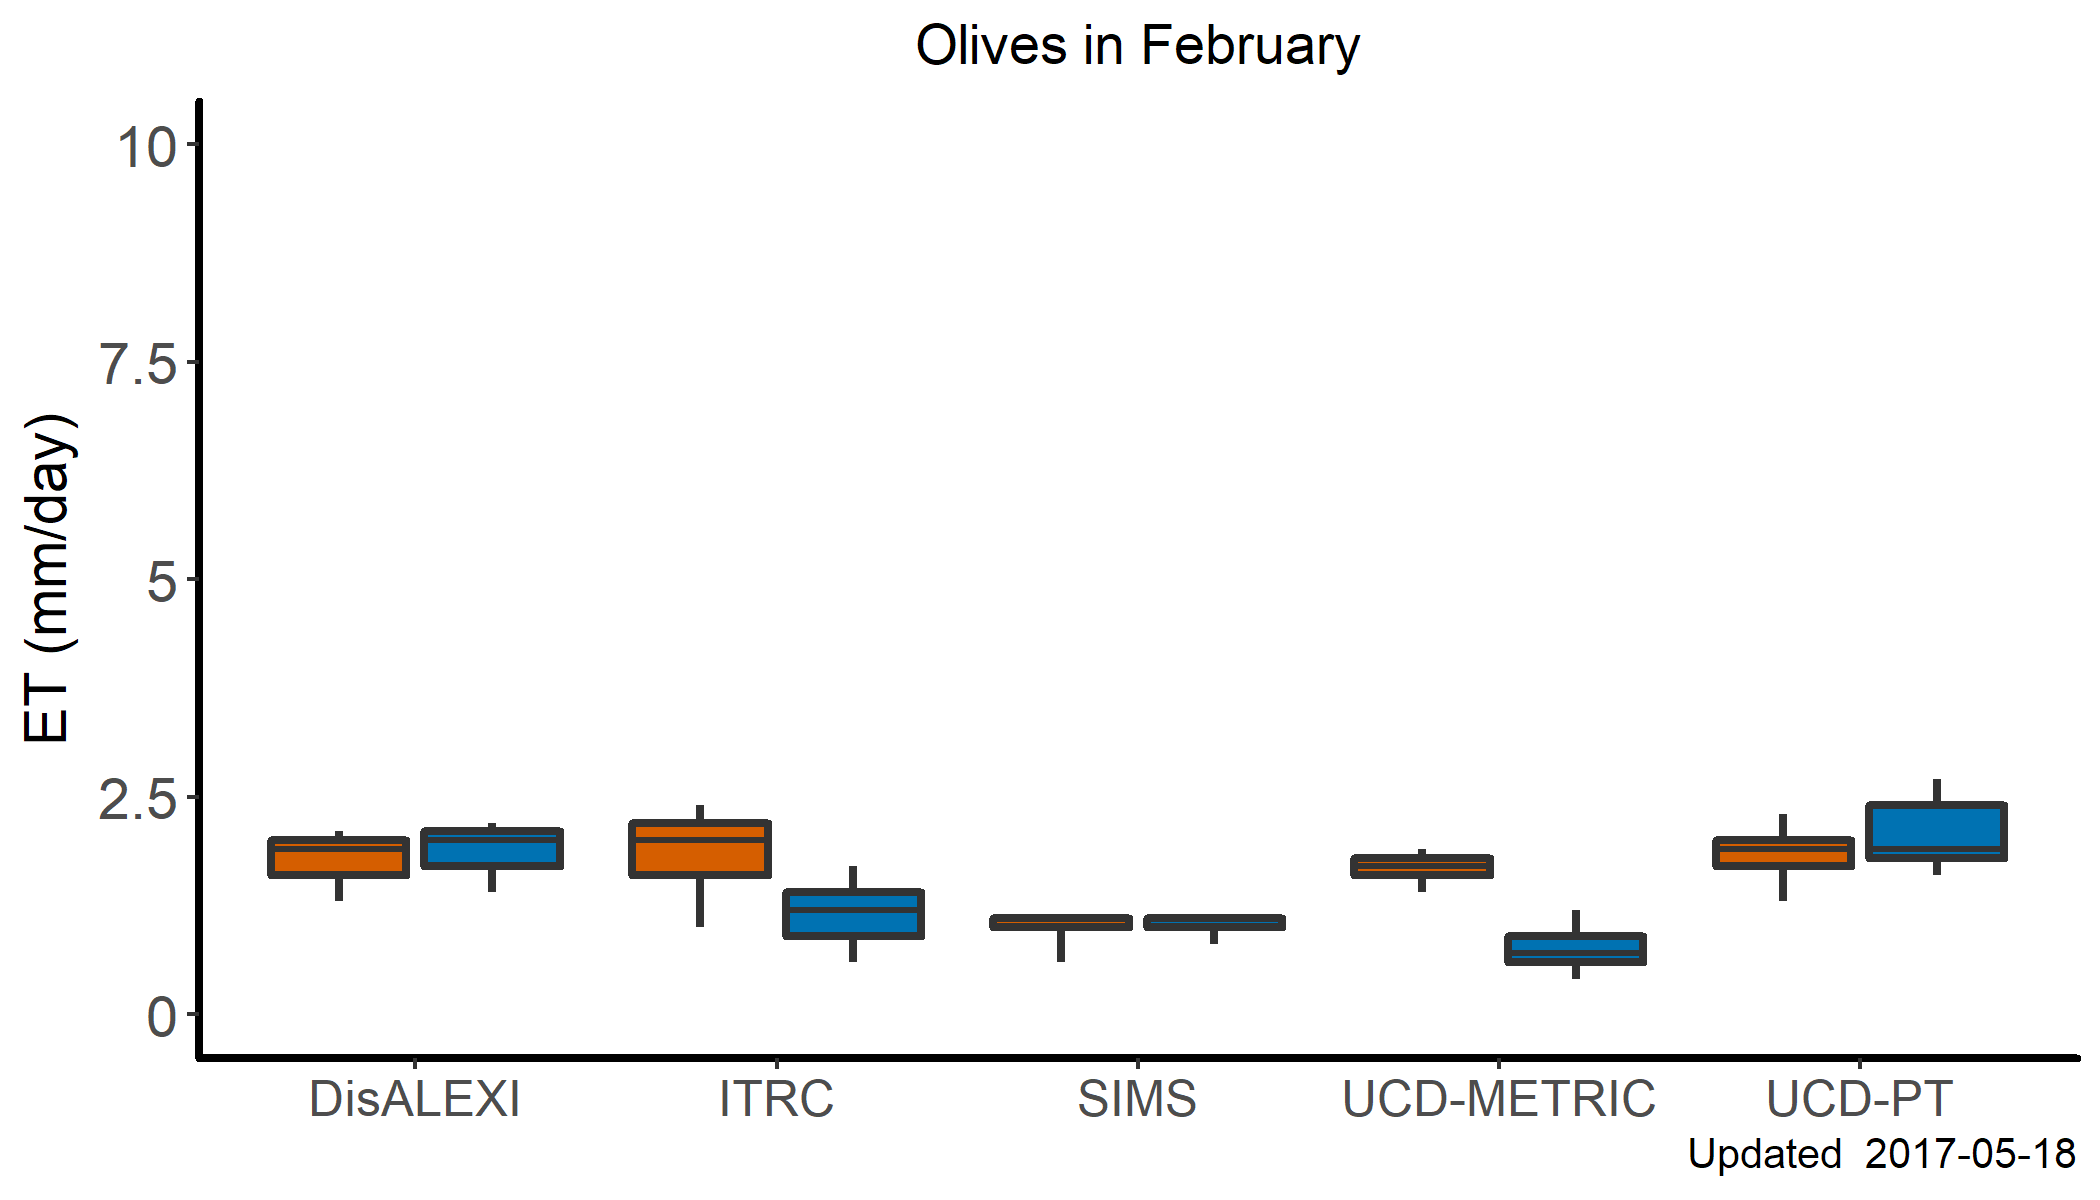 Olives in February
10
7.5
5
2.5
0
ET (mm/day)
DisALEXI ITRC SIMS UCD-METRIC UCD-PT
Updated  2017-05-18